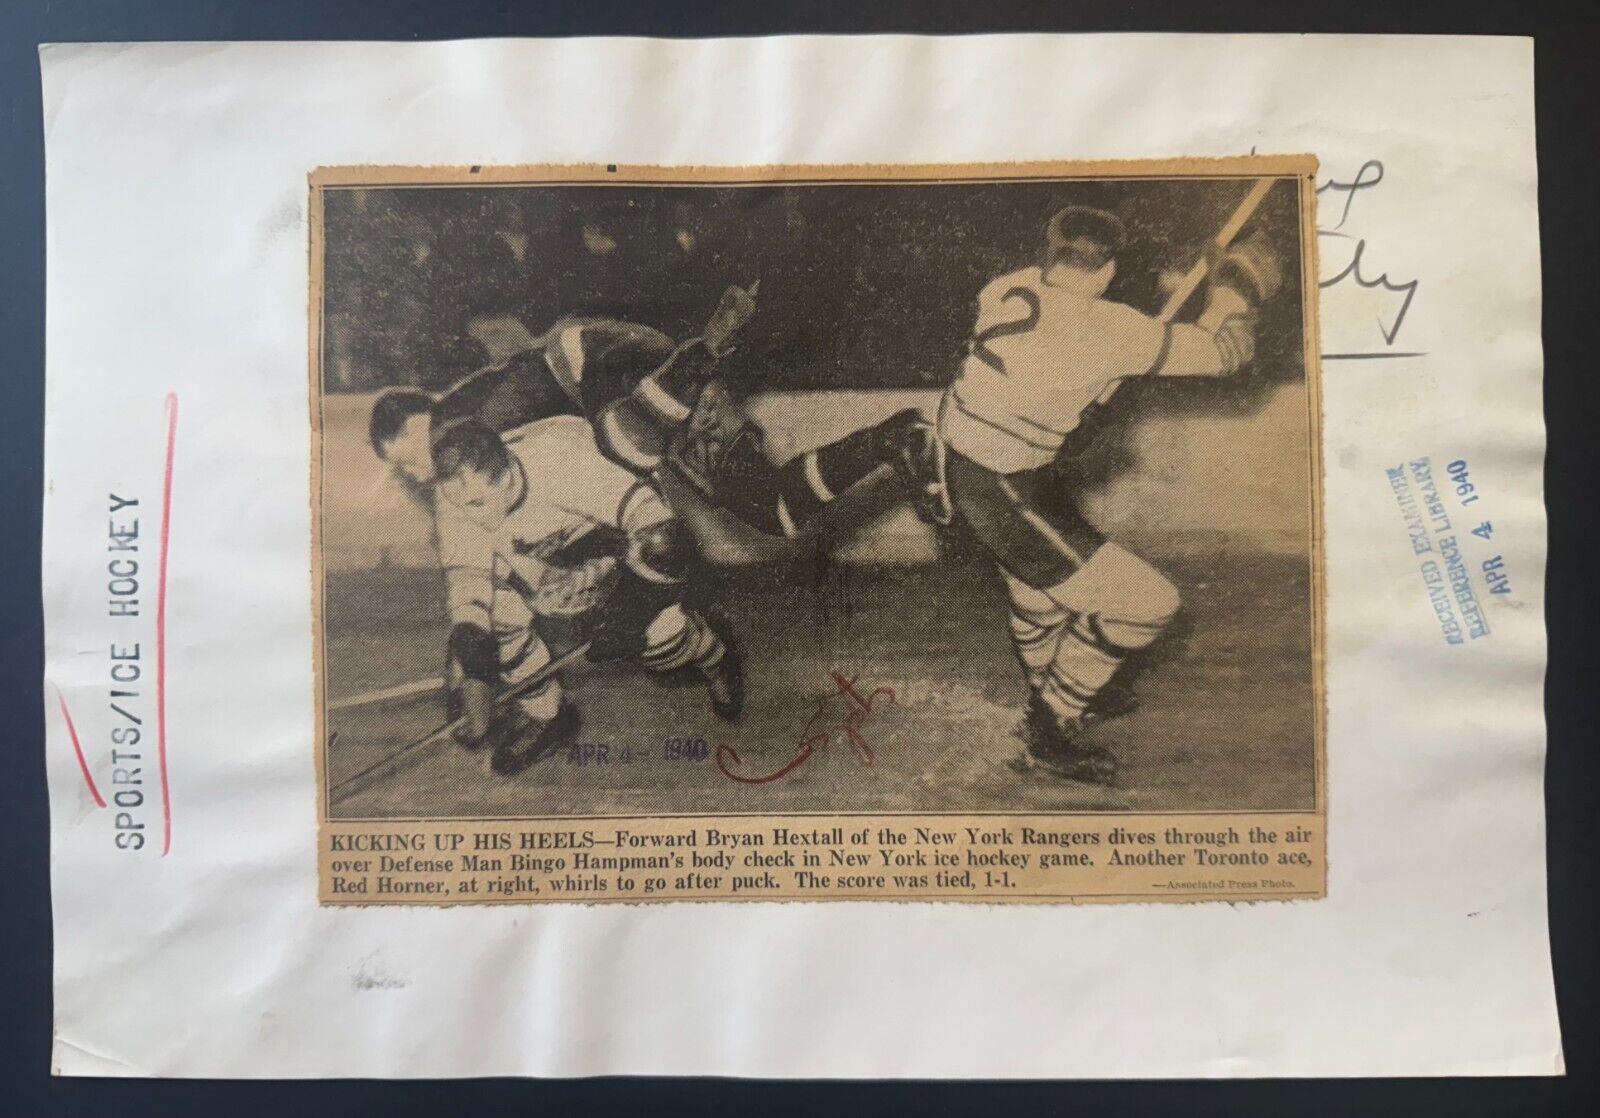 SPORTS/ICE HOCKEY
2
APR 4 - 1940
KICKING UP HIS HEELS—Forward Bryan Hextall of the New York Rangers dives through the air
over Defense Man Bingo Hampman's body check in New York ice hockey game. Another Toronto ace,
Red Horner, at right, whirls to go after puck. The score was tied, 1-1.
—Associated Press Photo.
RECEIVED EXAMINER
REFERENCE LIBRARY
APR 4 1940